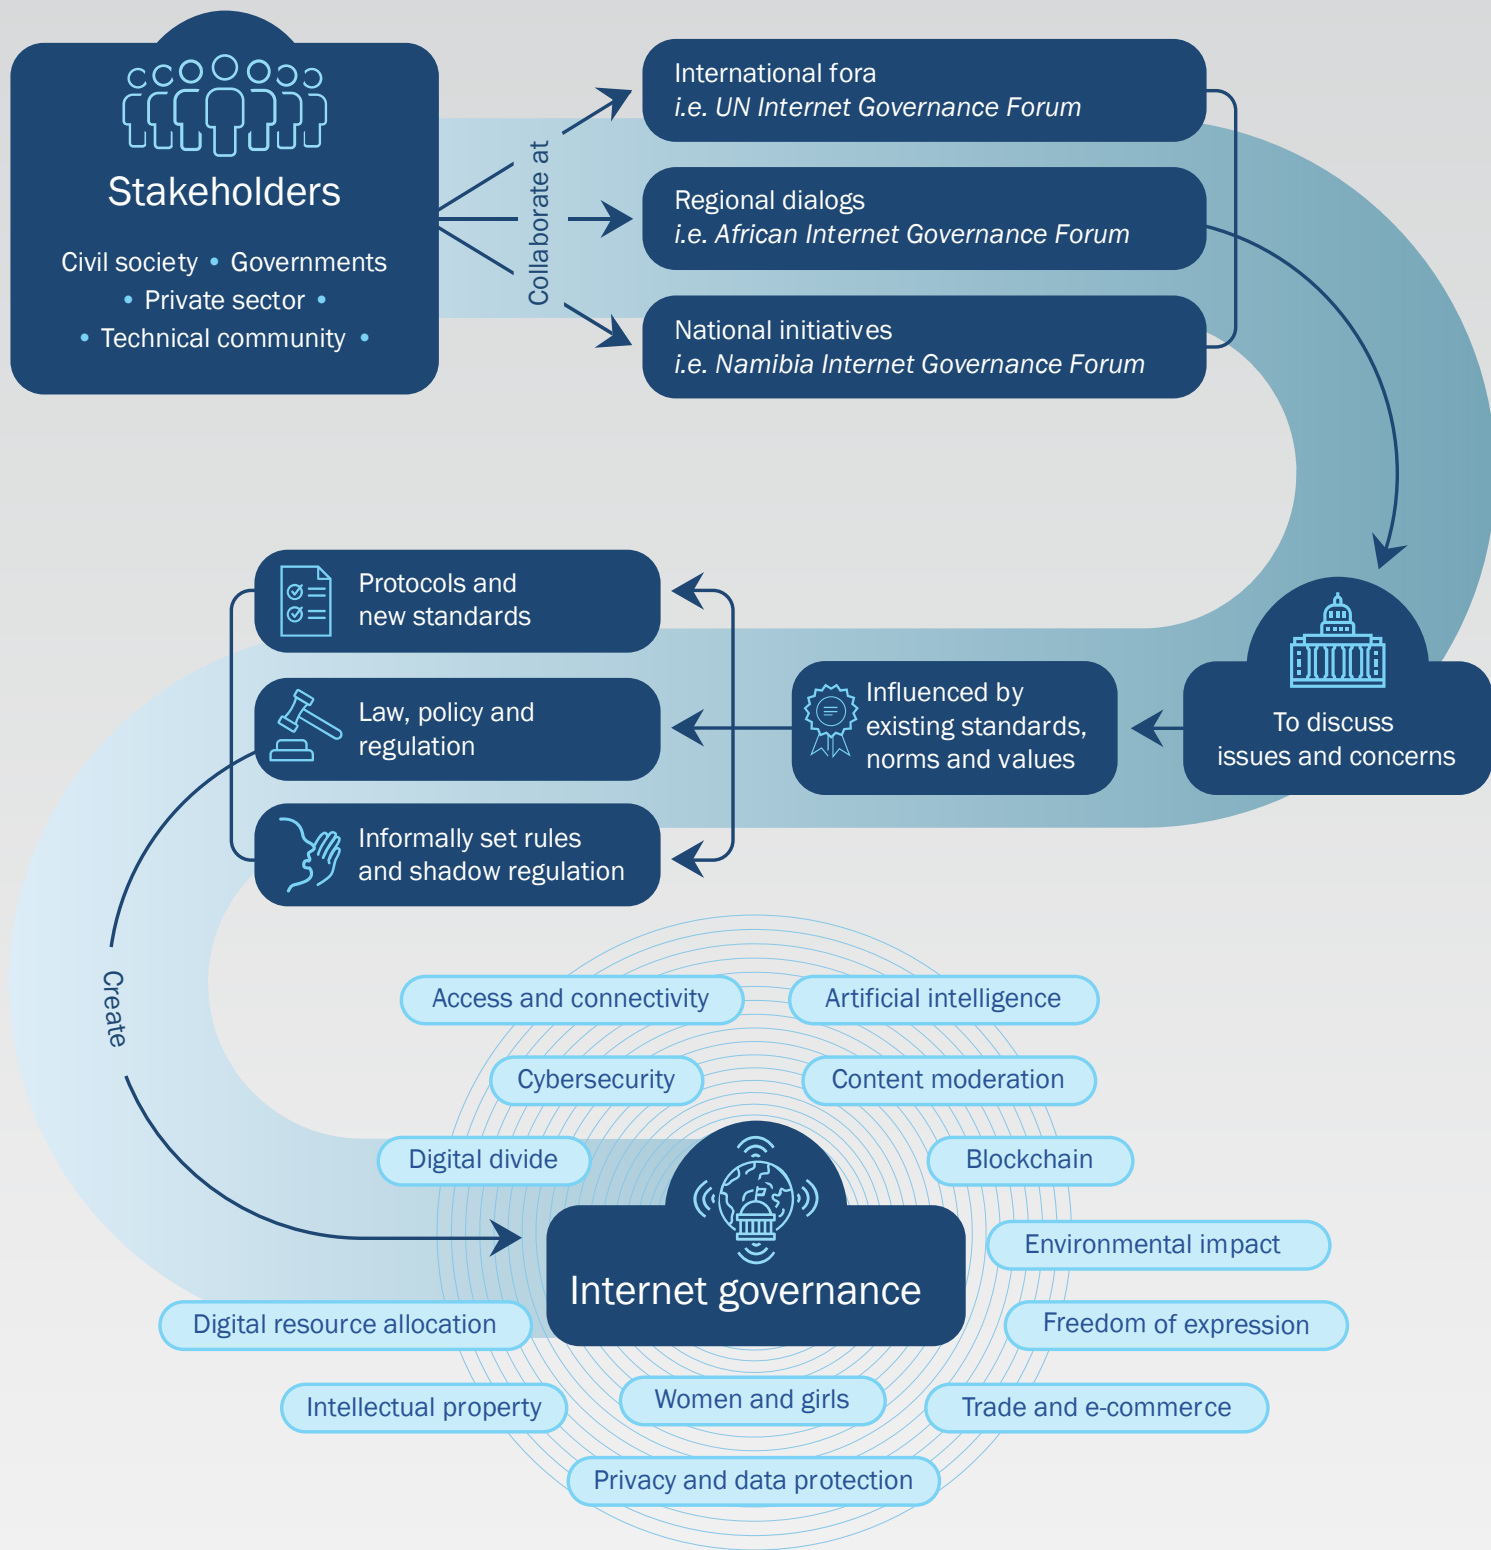 Stakeholders
Civil society • Governments
• Private sector •
• Technical community •
Collaborate at
International fora
i.e. UN Internet Governance Forum
Regional dialogs
i.e. African Internet Governance Forum
National initiatives
i.e. Namibia Internet Governance Forum
To discuss
issues and concerns
Influenced by
existing standards,
norms and values
Protocols and
new standards
Law, policy and
regulation
Informally set rules
and shadow regulation
Create
Internet governance
Access and connectivity
Artificial intelligence
Cybersecurity
Content moderation
Digital divide
Blockchain
Environmental impact
Digital resource allocation
Freedom of expression
Intellectual property
Women and girls
Trade and e-commerce
Privacy and data protection